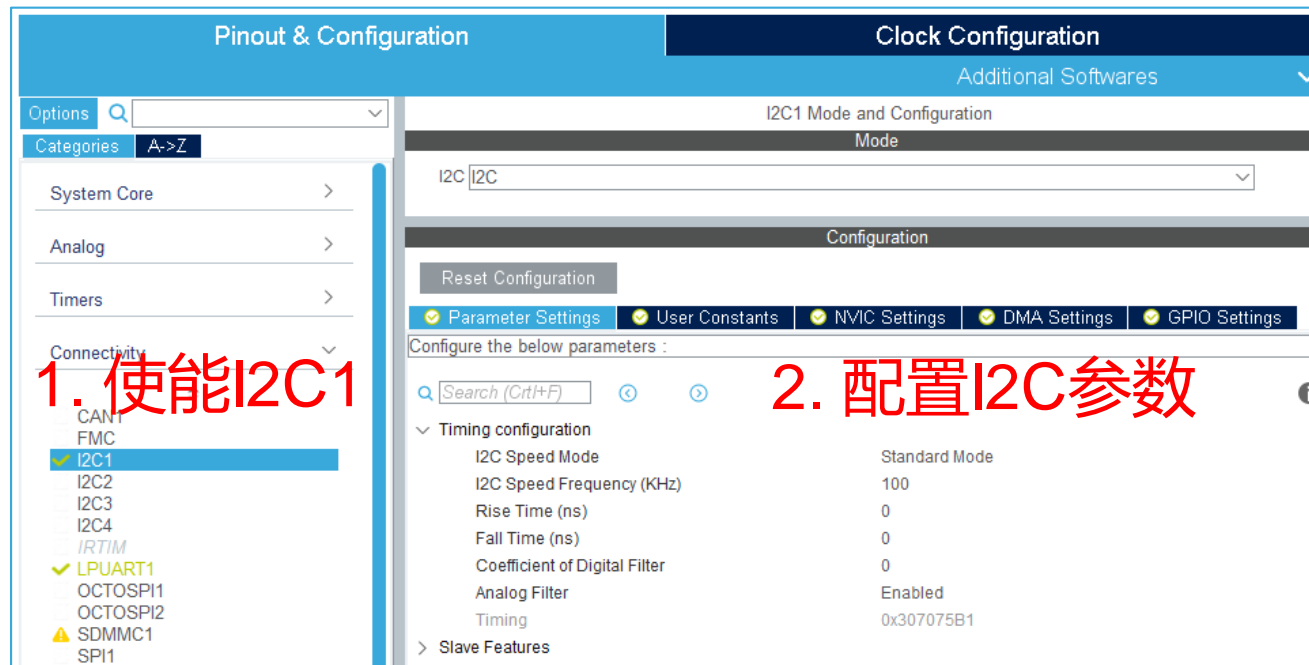 Pinout & Configuration
Clock Configuration
Additional Softwares
Options
Categories A->Z
System Core
Analog
Timers
Connectivity
1. 使能I2C1
CAN1
FMC
I2C1
I2C2
I2C3
I2C4
IRTIM
LPUART1
OCTOSPI1
OCTOSPI2
SDMMC1
SPI1
I2C1 Mode and Configuration
Mode
I2C I2C
Configuration
Reset Configuration
Parameter Settings User Constants NVIC Settings DMA Settings GPIO Settings
Configure the below parameters :
2. 配置I2C参数
Search (Crtl+F)
Timing configuration
I2C Speed Mode Standard Mode
I2C Speed Frequency (KHz) 100
Rise Time (ns) 0
Fall Time (ns) 0
Coefficient of Digital Filter 0
Analog Filter Enabled
Timing 0x307075B1
Slave Features